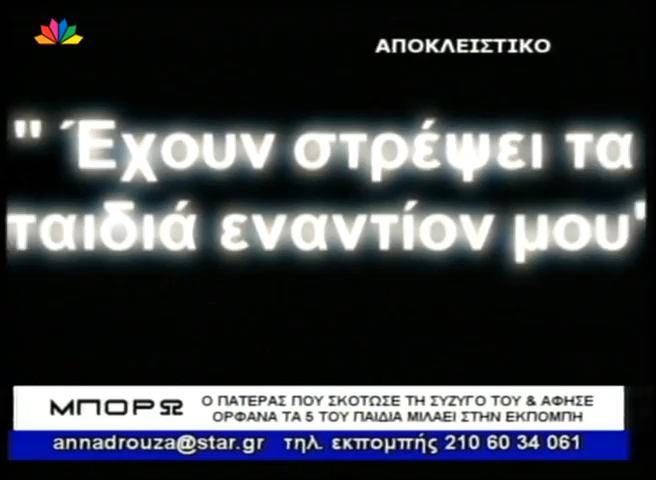 ΑΠΟΚΛΕΙΣΤΙΚΟ
" Έχουν στρέψει τα
παιδιά εναντίον μου"
ΜΠΟΡΩ
Ο ΠΑΤΕΡΑΣ ΠΟΥ ΣΚΟΤΩΣΕ ΤΗ ΣΥΖΥΓΟ ΤΟΥ & ΑΦΗΣΕ
ΟΡΦΑΝΑ ΤΑ 5 ΤΟΥ ΠΑΙΔΙΑ ΜΙΛΑΕΙ ΣΤΗΝ ΕΚΠΟΜΠΗ
annadrouza@star.gr τηλ. εκπομπής 210 60 34 061